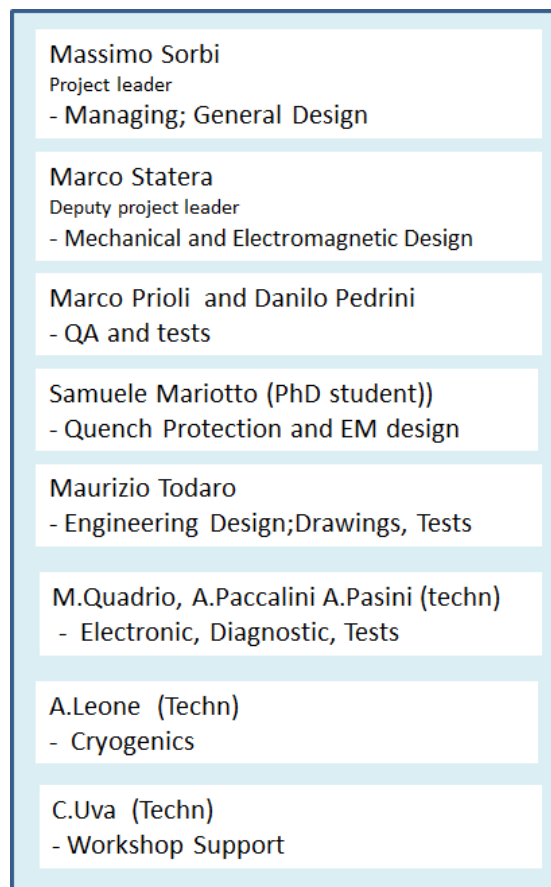 Massimo Sorbi
Project leader
- Managing; General Design
Marco Statera
Deputy project leader
- Mechanical and Electromagnetic Design
Marco Prioli and Danilo Pedrini
- QA and tests
Samuele Mariotto (PhD student))
- Quench Protection and EM design
Maurizio Todaro
- Engineering Design;Drawings, Tests
M.Quadrio, A.Paccalini A.Pasini (techn)
- Electronic, Diagnostic, Tests
A.Leone (Techn)
- Cryogenics
C.Uva (Techn)
- Workshop Support